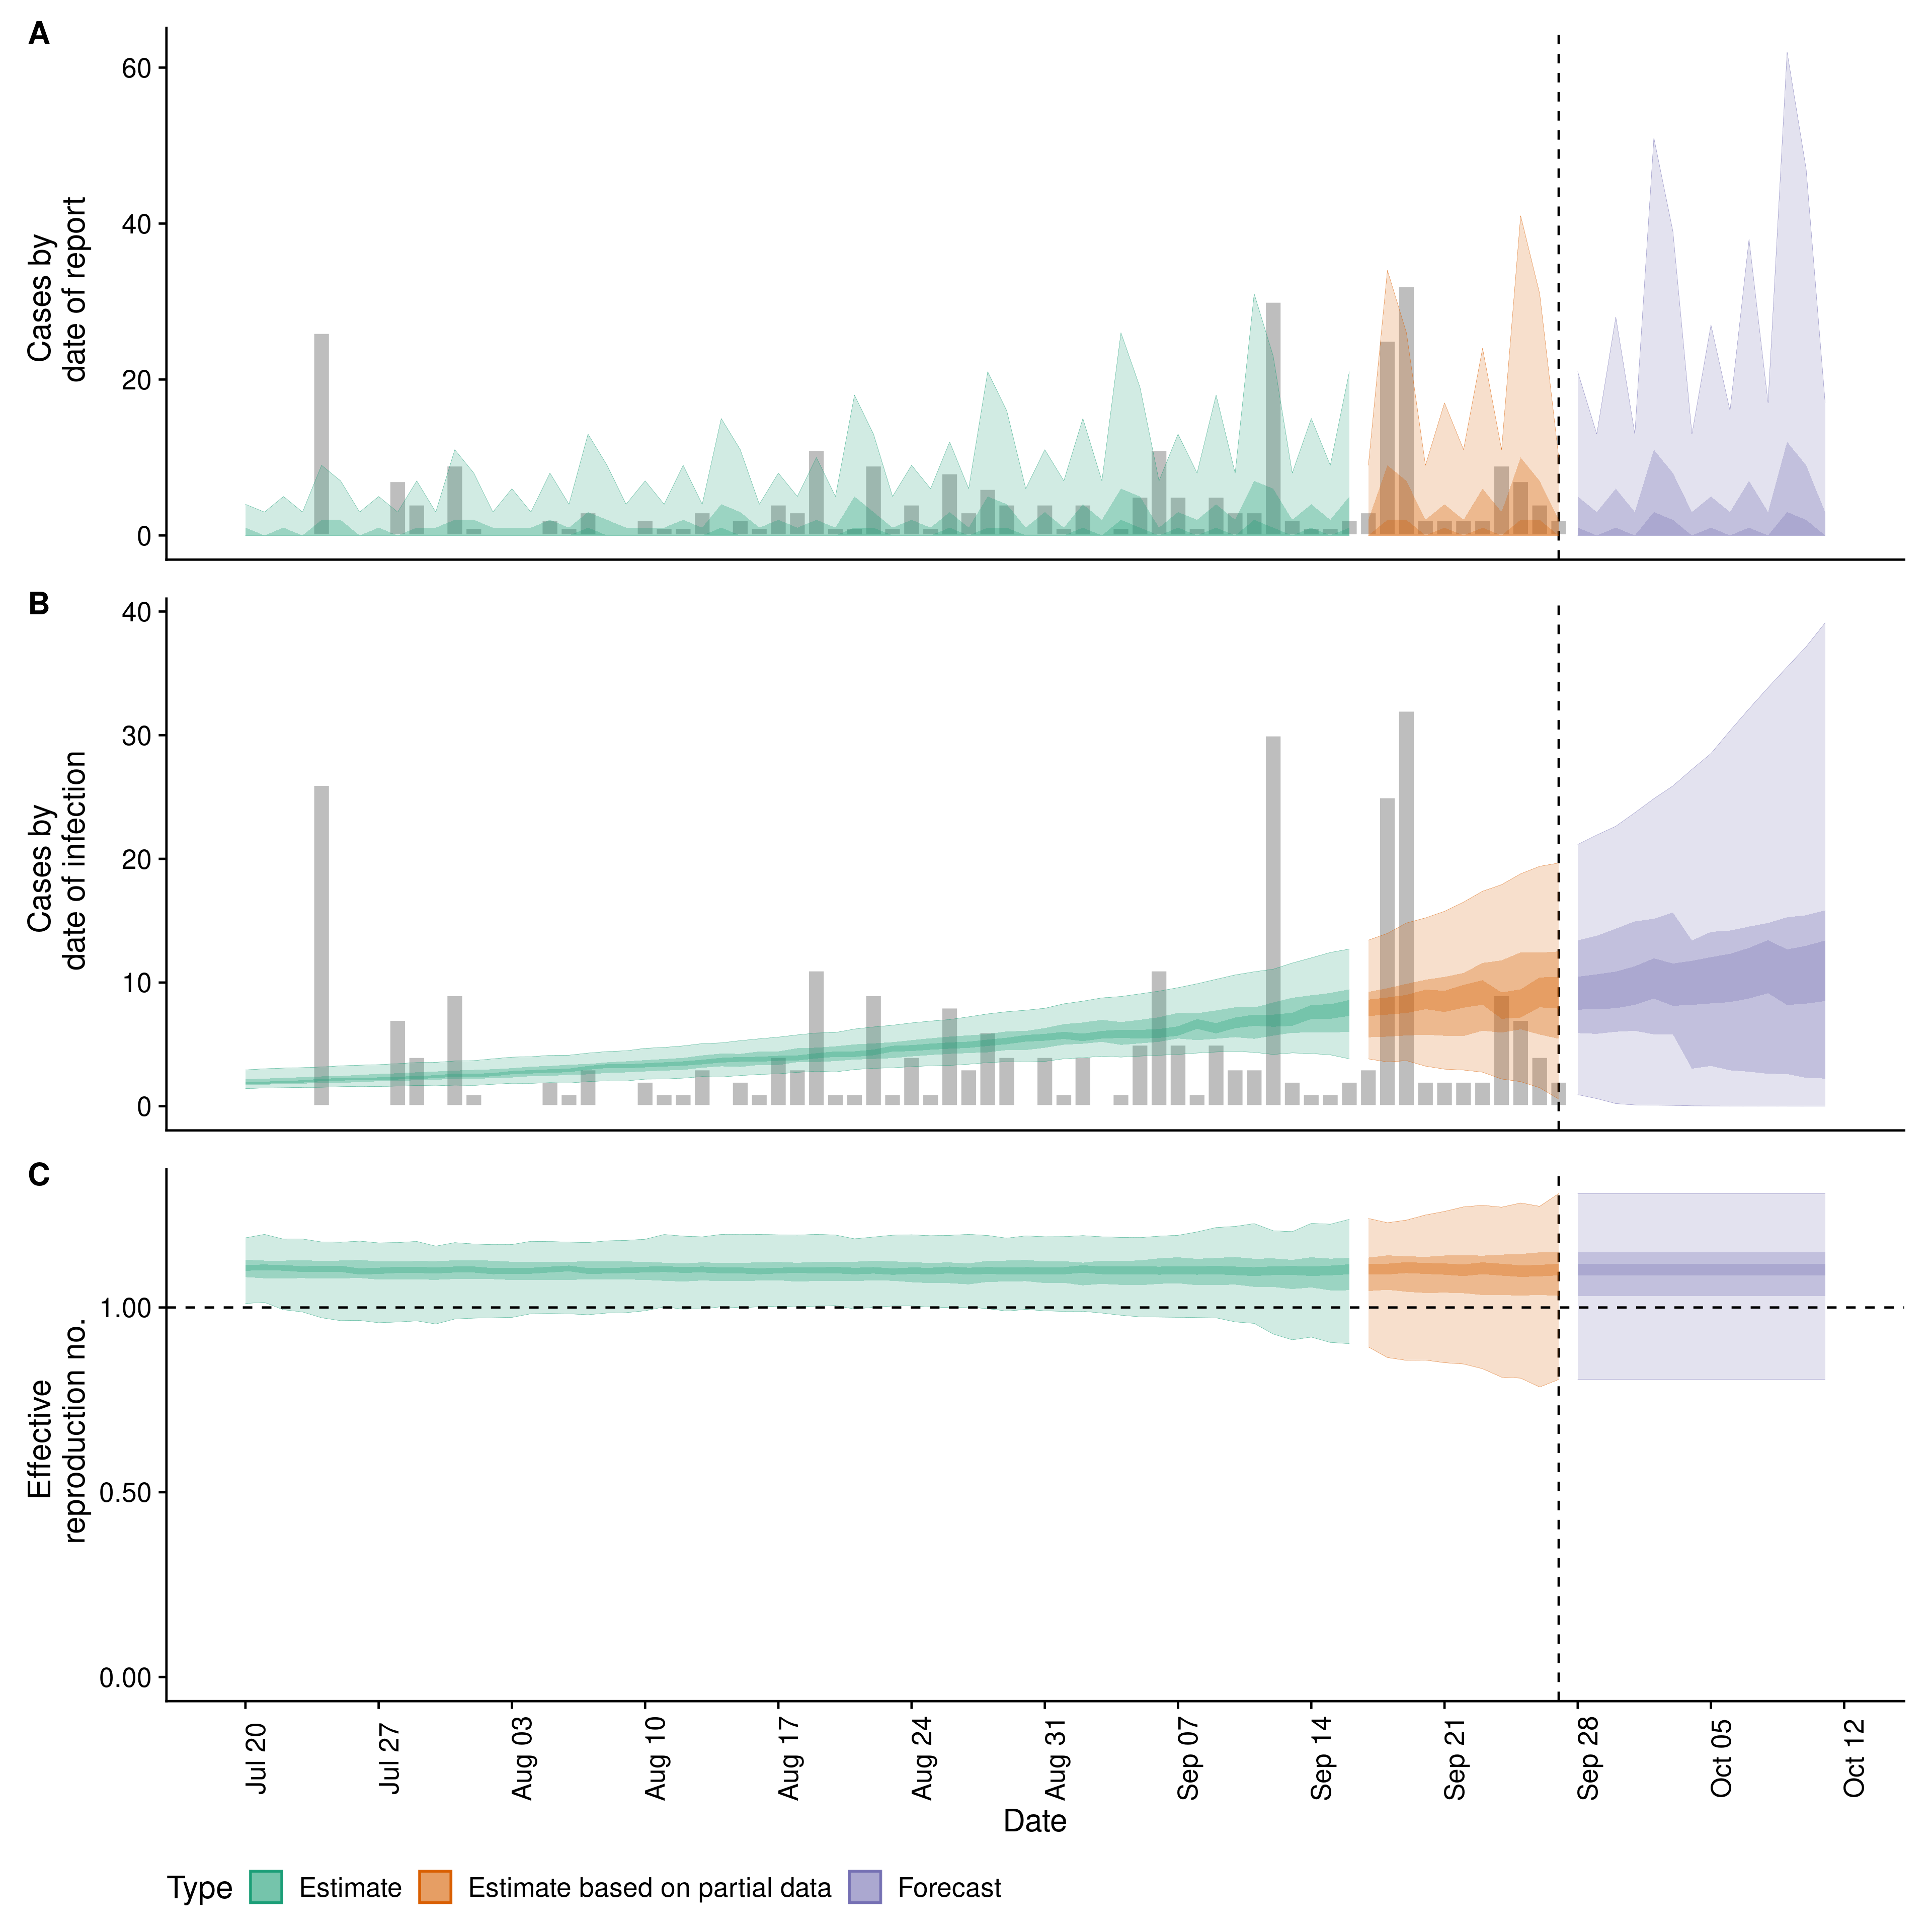 A
Cases by
date of report
60
40
20
0
B
Cases by
date of infection
40
30
20
10
0
C
Effective
reproduction no.
1.00
0.50
0.00
Jul 20
Jul 27
Aug 03
Aug 10
Aug 17
Aug 24
Aug 31
Sep 07
Sep 14
Sep 21
Sep 28
Oct 05
Oct 12
Date
Type Estimate Estimate based on partial data Forecast